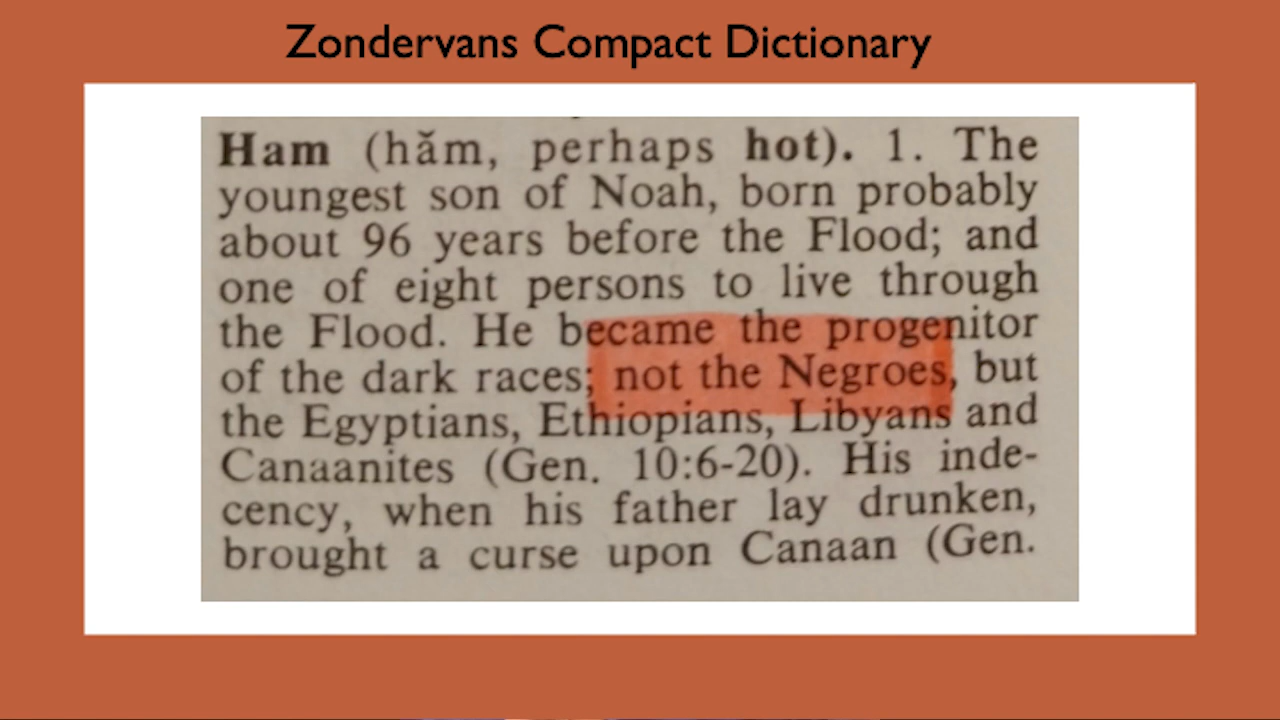 Zondervans Compact Dictionary
Ham (hăm, perhaps hot). 1. The
youngest son of Noah, born probably
about 96 years before the Flood; and
one of eight persons to live through
the Flood. He became the progenitor
of the dark races; not the Negroes, but
the Egyptians, Ethiopians, Libyans and
Canaanites (Gen. 10:6-20). His inde-
cency, when his father lay drunken,
brought a curse upon Canaan (Gen.